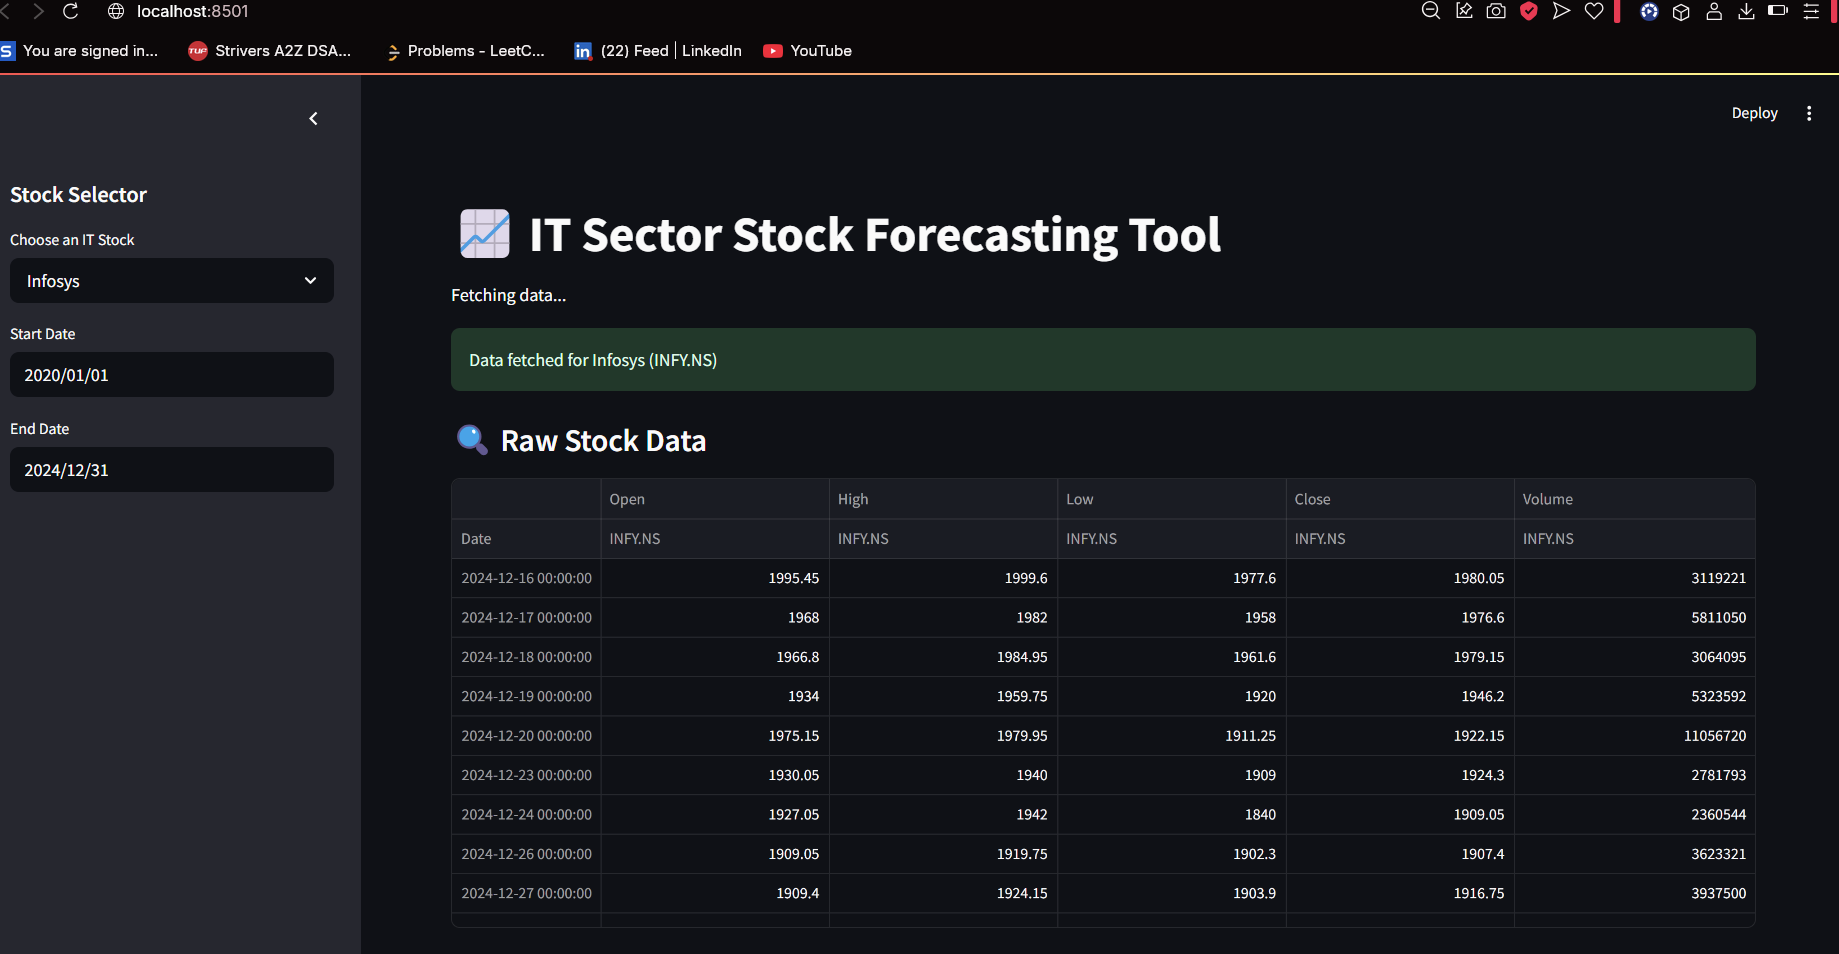 localhost:8501
You are signed in... Strivers A2Z DSA... Problems - LeetC... (22) Feed | LinkedIn YouTube
Deploy
Stock Selector
Choose an IT Stock
Infosys
Start Date
2020/01/01
End Date
2024/12/31
IT Sector Stock Forecasting Tool
Fetching data...
Data fetched for Infosys (INFY.NS)
Raw Stock Data
Open High Low Close Volume
Date INFY.NS INFY.NS INFY.NS INFY.NS INFY.NS
2024-12-16 00:00:00 1995.45 1999.6 1977.6 1980.05 3119221
2024-12-17 00:00:00 1968 1982 1958 1976.6 5811050
2024-12-18 00:00:00 1966.8 1984.95 1961.6 1979.15 3064095
2024-12-19 00:00:00 1934 1959.75 1920 1946.2 5323592
2024-12-20 00:00:00 1975.15 1979.95 1911.25 1922.15 11056720
2024-12-23 00:00:00 1930.05 1940 1909 1924.3 2781793
2024-12-24 00:00:00 1927.05 1942 1840 1909.05 2360544
2024-12-26 00:00:00 1909.05 1919.75 1902.3 1907.4 3623321
2024-12-27 00:00:00 1909.4 1924.15 1903.9 1916.75 3937500